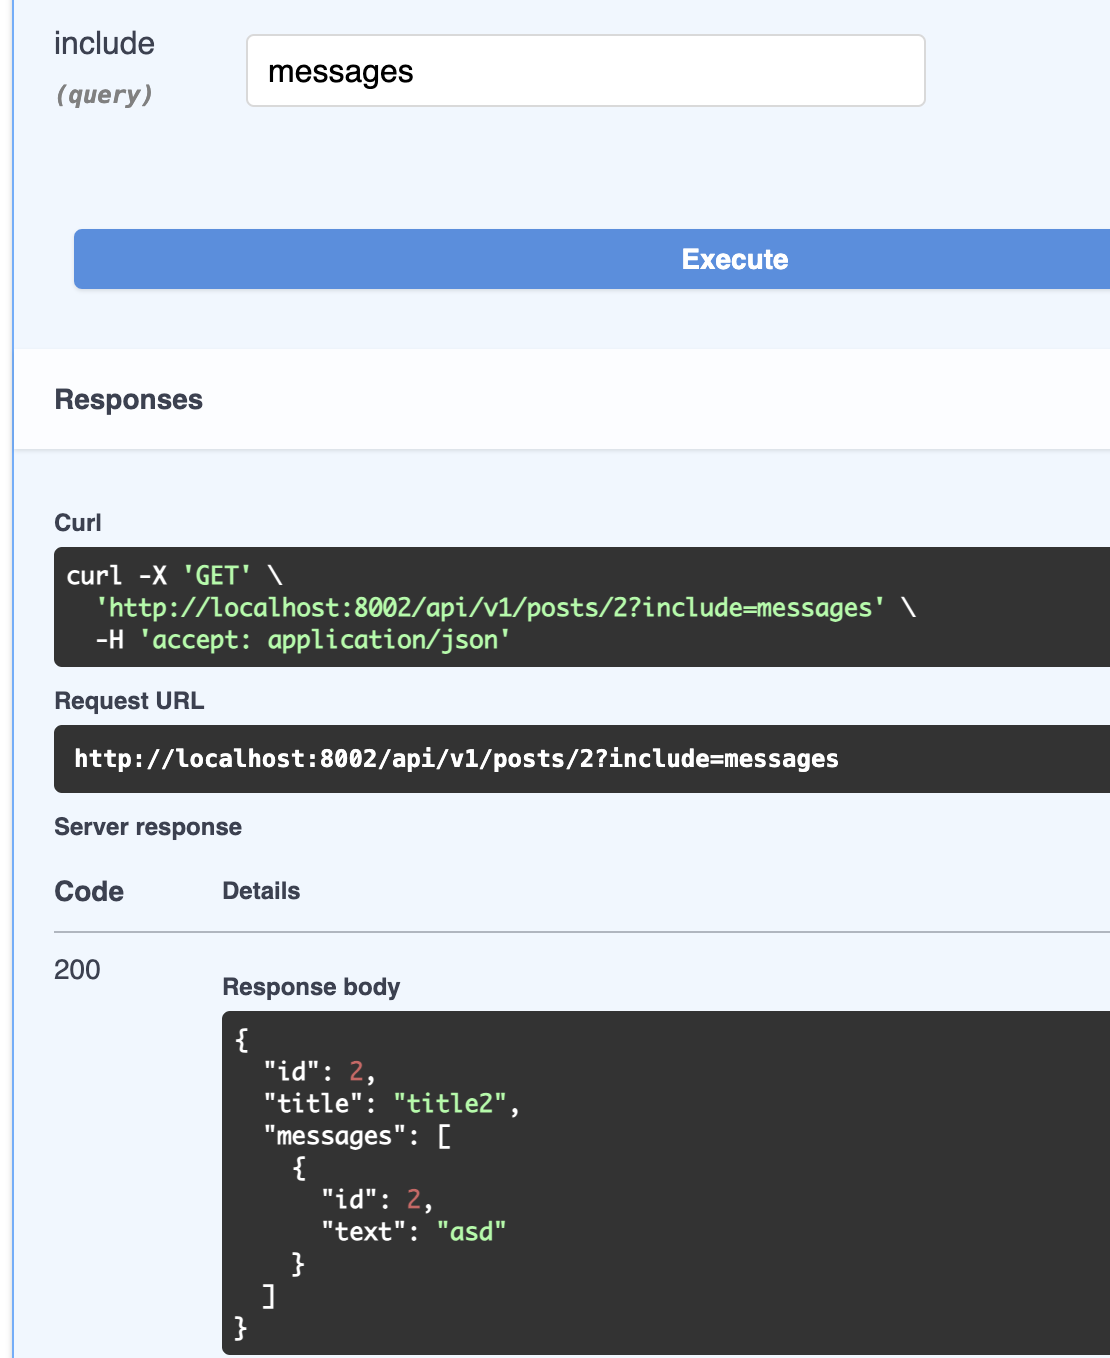 include
(query)
messages
Execute
Responses
Curl
curl -X 'GET' \
  'http://localhost:8002/api/v1/posts/2?include=messages' \
  -H 'accept: application/json'
Request URL
http://localhost:8002/api/v1/posts/2?include=messages
Server response
Code Details
200
Response body
{
  "id": 2,
  "title": "title2",
  "messages": [
    {
      "id": 2,
      "text": "asd"
    }
  ]
}